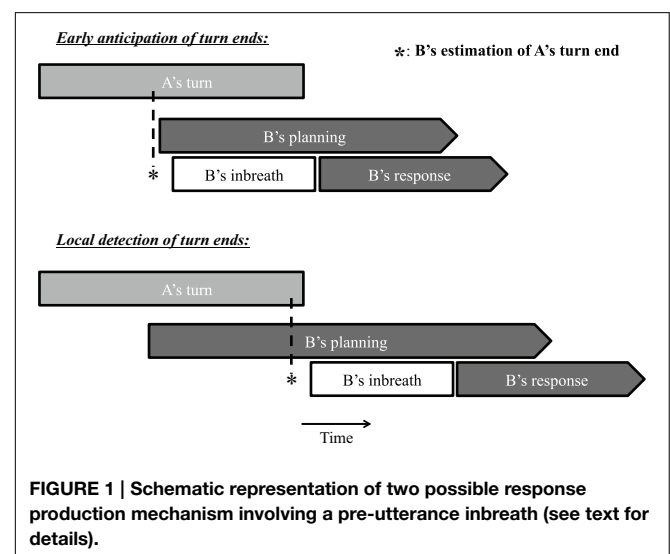 Early anticipation of turn ends:
*: B's estimation of A's turn end
A's turn
B's planning
*
B's inbreath
B's response
Local detection of turn ends:
A's turn
B's planning
*
B's inbreath
B's response
Time
FIGURE 1 | Schematic representation of two possible response
production mechanism involving a pre-utterance inbreath (see text for
details).